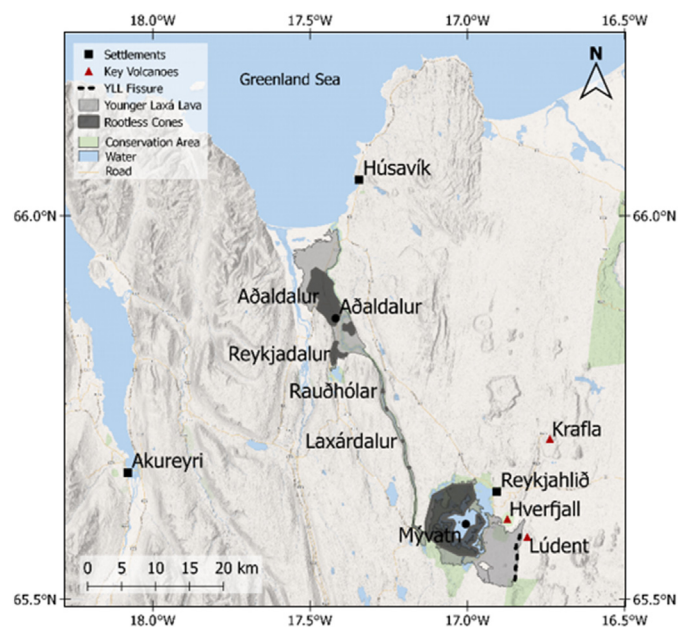 18.0°W
17.5°W
17.0°W
16.5°W
Settlements
Key Volcanoes
YLL Fissure
Younger Laxá Lava
Rootless Cones
Conservation Area
Water
Road
Greenland Sea
N
Húsavík
66.0°N
66.0°N
Aðaldalur
Aðaldalur
Reykjadalur
Rauðhólar
Laxárdalur
Krafla
Akureyri
Reykjahlið
Hverfjall
Mývatn
Lúdent
0 5 10 15 20 km
65.5°N
65.5°N
18.0°W
17.5°W
17.0°W
16.5°W